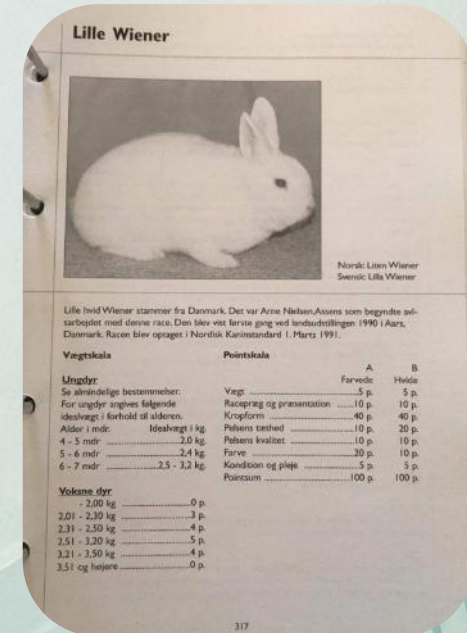 Lille Wiener
Norsk: Liten Wiener
Svensk: Lilla Wiener
Lille hvid Wiener stammer fra Danmark. Det var Arne Nielsen, Assens som begyndte avl-
sarbejdet med denne race. Den blev vist første gang ved landsudstillingen 1990 i Aars,
Danmark. Racen blev optaget i Nordisk Kaninstandard 1. Marts 1991.
Vægtskala
Ungdyr
Se almindelige bestemmelser.
For ungdyr angives følgende
idealvægt i forhold til alderen.
Alder i mdr. Idealvægt i kg.
4 - 5 mdr ..................2,0 kg.
5 - 6 mdr ..................2,4 kg.
6 - 7 mdr ..................2,5 - 3,2 kg.
Voksne dyr
- 2,00 kg ..................0 p.
2,01 - 2,30 kg ..................3 p.
2,31 - 2,50 kg ..................4 p.
2,51 - 3,20 kg ..................5 p.
3,21 - 3,50 kg ..................4 p.
3,51 og højere ..................0 p.
Pointskala
A B
Farvede Hvide
Vægt ..................5 p. 5 p.
Racepræg og præsentation ......10 p. 10 p.
Kropform ..................40 p. 40 p.
Pelsens tæthed ..................10 p. 20 p.
Pelsens kvalitet ..................10 p. 10 p.
Farve ..................20 p. 10 p.
Kondition og pleje ..................5 p. 5 p.
Pointsum ..................100 p. 100 p.
317